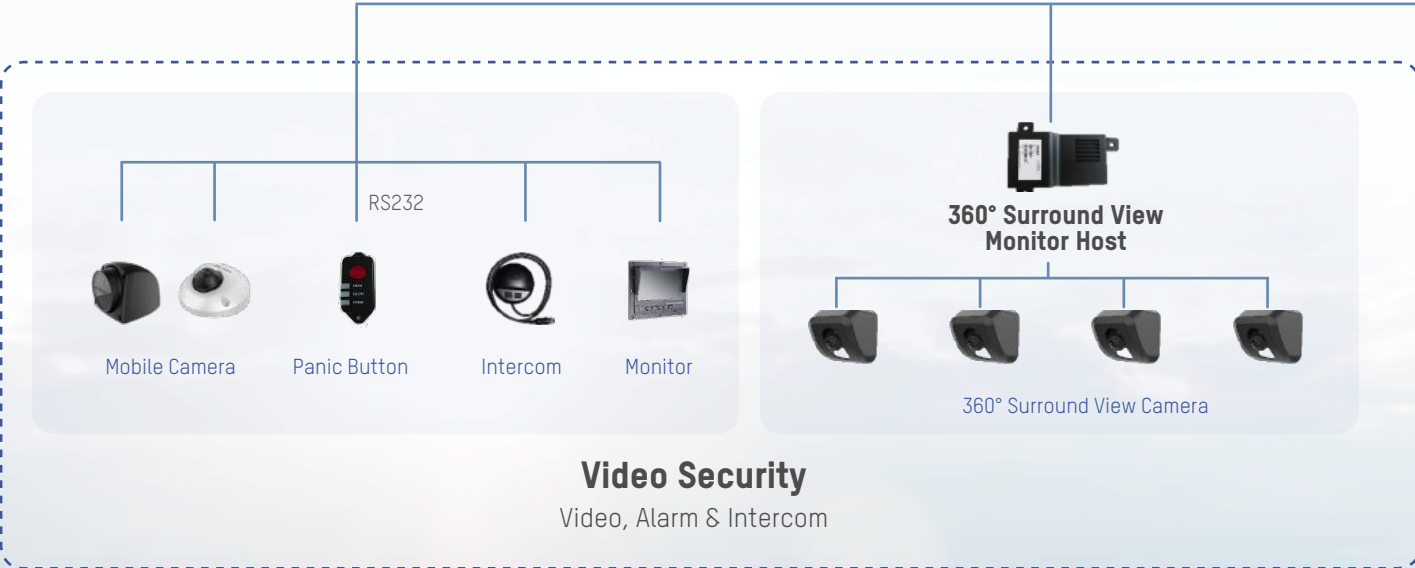 RS232
Mobile Camera
Panic Button
Intercom
Monitor
360° Surround View
Monitor Host
360° Surround View Camera
Video Security
Video, Alarm & Intercom